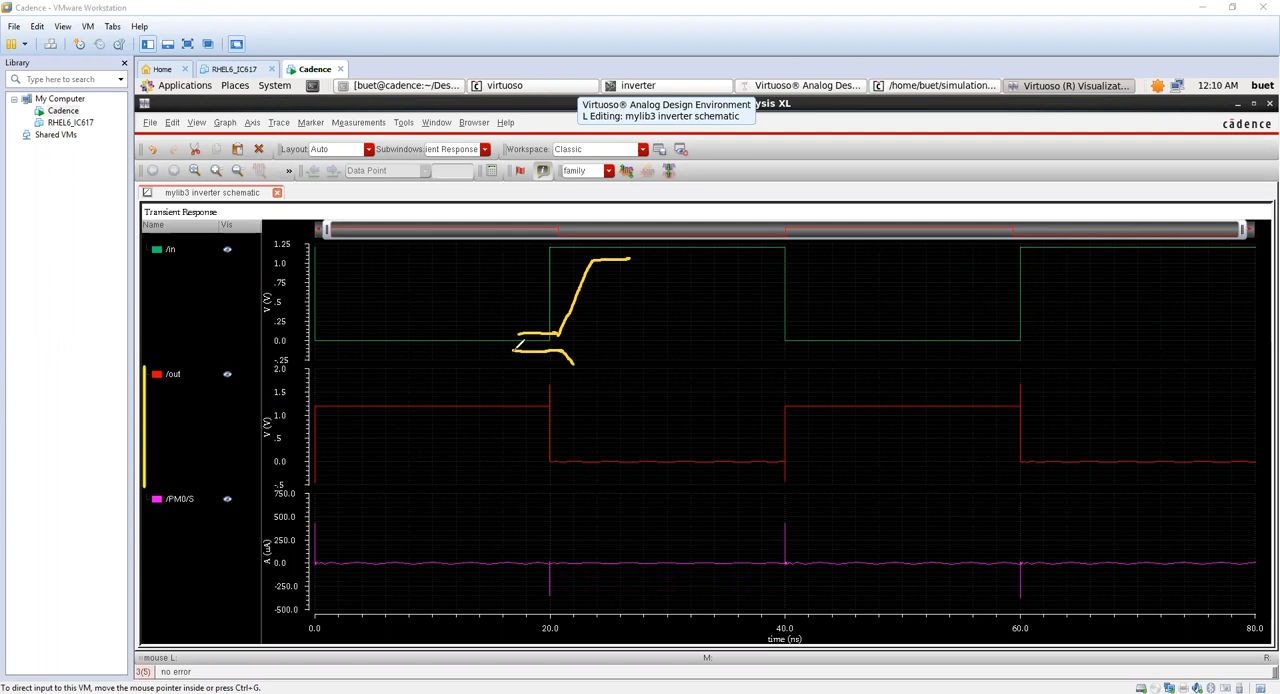 Cadence - VMware Workstation
File Edit View VM Tabs Help
Library
Type here to search
My Computer
Cadence
RHEL6_IC617
Shared VMs
Home RHEL6_IC617 Cadence
Applications Places System [buet@cadence:~/Des... virtuoso inverter Virtuoso® Analog Des... /home/buet/simulation... Virtuoso (R) Visualizat... 12:10 AM buet
Virtuoso® Analog Design Environment
L Editing: mylib3 inverter schematic
ysis XL
File Edit View Graph Axis Trace Marker Measurements Tools Window Browser Help
cādence
Layout: Auto Subwindows: ient Response Workspace: Classic
» Data Point family
mylib3 inverter schematic
Transient Response
Name Vis
/in
1.25
1.0
.75
.5
.25
0.0
-.25
V (V)
/out
2.0
1.5
1.0
.5
0.0
-.5
V (V)
/PM0/S
750.0
500.0
250.0
0.0
-250.0
-500.0
A (uA)
0.0 20.0 40.0 60.0 80.0
time (ns)
mouse L: M: R:
3(5) no error
To direct input to this VM, move the mouse pointer inside or press Ctrl+G.